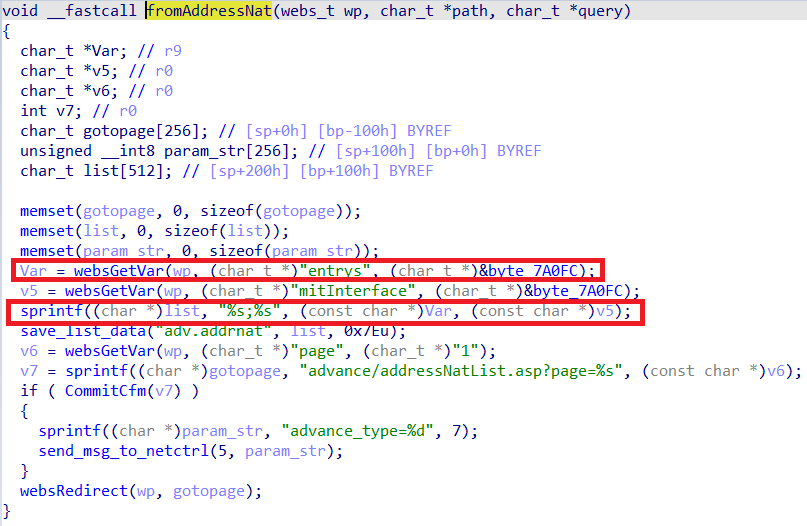 void __fastcall fromAddressNat(webs_t wp, char_t *path, char_t *query)
{
  char_t *Var; // r9
  char_t *v5; // r0
  char_t *v6; // r0
  int v7; // r0
  char_t gotopage[256]; // [sp+0h] [bp-100h] BYREF
  unsigned __int8 param_str[256]; // [sp+100h] [bp+0h] BYREF
  char_t list[512]; // [sp+200h] [bp+100h] BYREF

  memset(gotopage, 0, sizeof(gotopage));
  memset(list, 0, sizeof(list));
  memset(param_str, 0, sizeof(param_str));
  Var = websGetVar(wp, (char_t *)"entrys", (char_t *)&byte_7A0FC);
  v5 = websGetVar(wp, (char_t *)"mitInterface", (char_t *)&byte_7A0FC);
  sprintf((char *)list, "%s;%s", (const char *)Var, (const char *)v5);
  save_list_data("adv.addrnat", list, 0x7Eu);
  v6 = websGetVar(wp, (char_t *)"page", (char_t *)"1");
  v7 = sprintf((char *)gotopage, "advance/addressNatList.asp?page=%s", (const char *)v6);
  if ( CommitCfm(v7) )
  {
    sprintf((char *)param_str, "advance_type=%d", 7);
    send_msg_to_netctrl(5, param_str);
  }
  websRedirect(wp, gotopage);
}